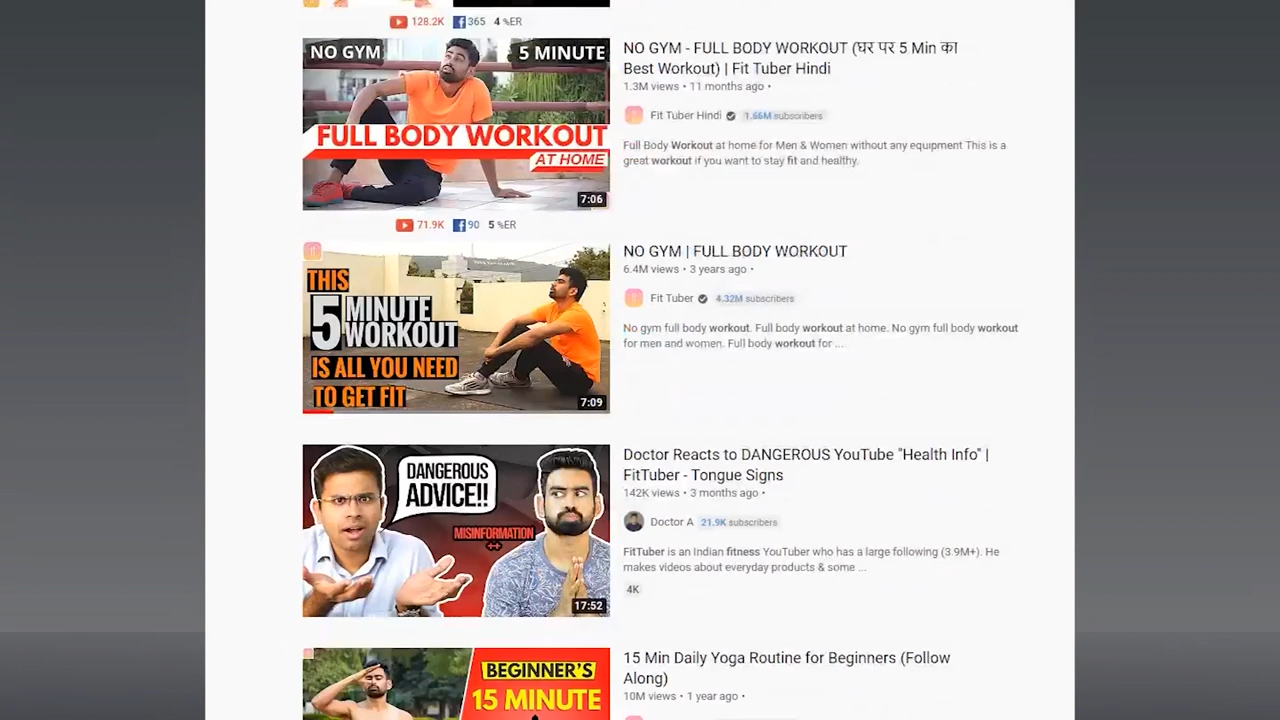 128.2K 365 4 %ER
NO GYM
5 MINUTE
FULL BODY WORKOUT
AT HOME
7:06
NO GYM - FULL BODY WORKOUT (घर पर 5 Min का
Best Workout) | Fit Tuber Hindi
1.3M views • 11 months ago •
Fit Tuber Hindi 1.66M subscribers
Full Body Workout at home for Men & Women without any equipment This is a
great workout if you want to stay fit and healthy.
71.9K 90 5 %ER
THIS
5 MINUTE
WORKOUT
IS ALL YOU NEED
TO GET FIT
7:09
NO GYM | FULL BODY WORKOUT
6.4M views • 3 years ago •
Fit Tuber 4.32M subscribers
No gym full body workout. Full body workout at home. No gym full body workout
for men and women. Full body workout for ...
DANGEROUS
ADVICE!!
MISINFORMATION
++
17:52
Doctor Reacts to DANGEROUS YouTube "Health Info" |
FitTuber - Tongue Signs
142K views • 3 months ago •
Doctor A 21.9K subscribers
FitTuber is an Indian fitness YouTuber who has a large following (3.9M+). He
makes videos about everyday products & some ...
4K
BEGINNER'S
15 MINUTE
15 Min Daily Yoga Routine for Beginners (Follow
Along)
10M views • 1 year ago •